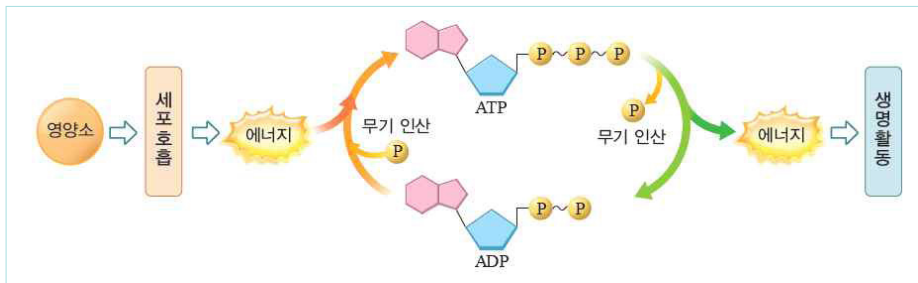 영양소
세포호흡
에너지
무기 인산
P
P P P
ATP
P
무기 인산
에너지
생명활동
P P
ADP